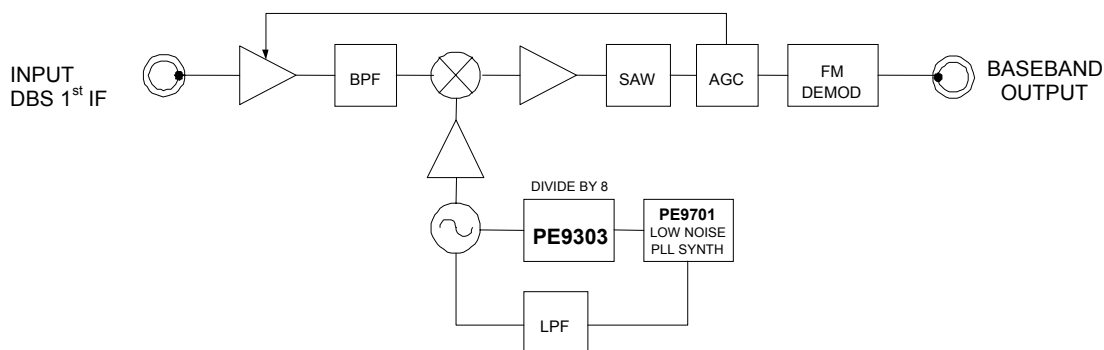 INPUT
DBS 1st IF
BPF
SAW
AGC
FM
DEMOD
BASEBAND
OUTPUT
DIVIDE BY 8
PE9303
PE9701
LOW NOISE
PLL SYNTH
LPF